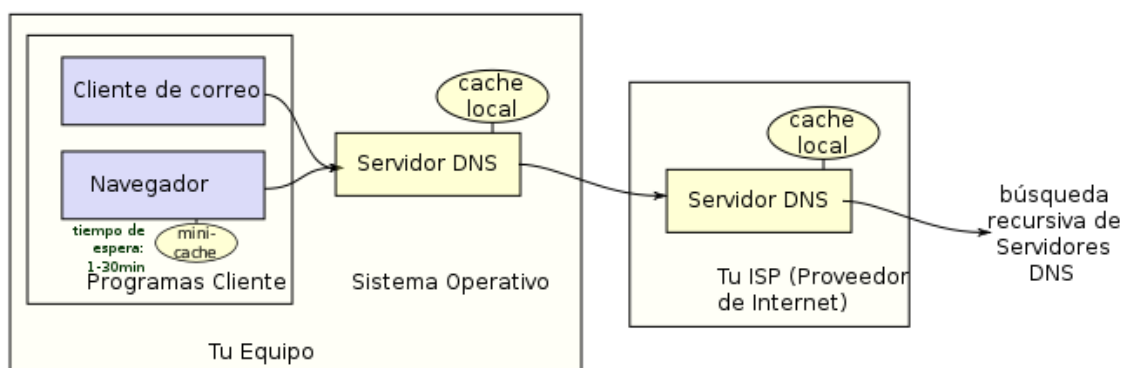 Cliente de correo
Navegador
tiempo de
espera:
1-30min
mini-
cache
Programas Cliente
cache
local
Servidor DNS
Sistema Operativo
Tu Equipo
cache
local
Servidor DNS
Tu ISP (Proveedor
de Internet)
búsqueda
recursiva de
Servidores
DNS